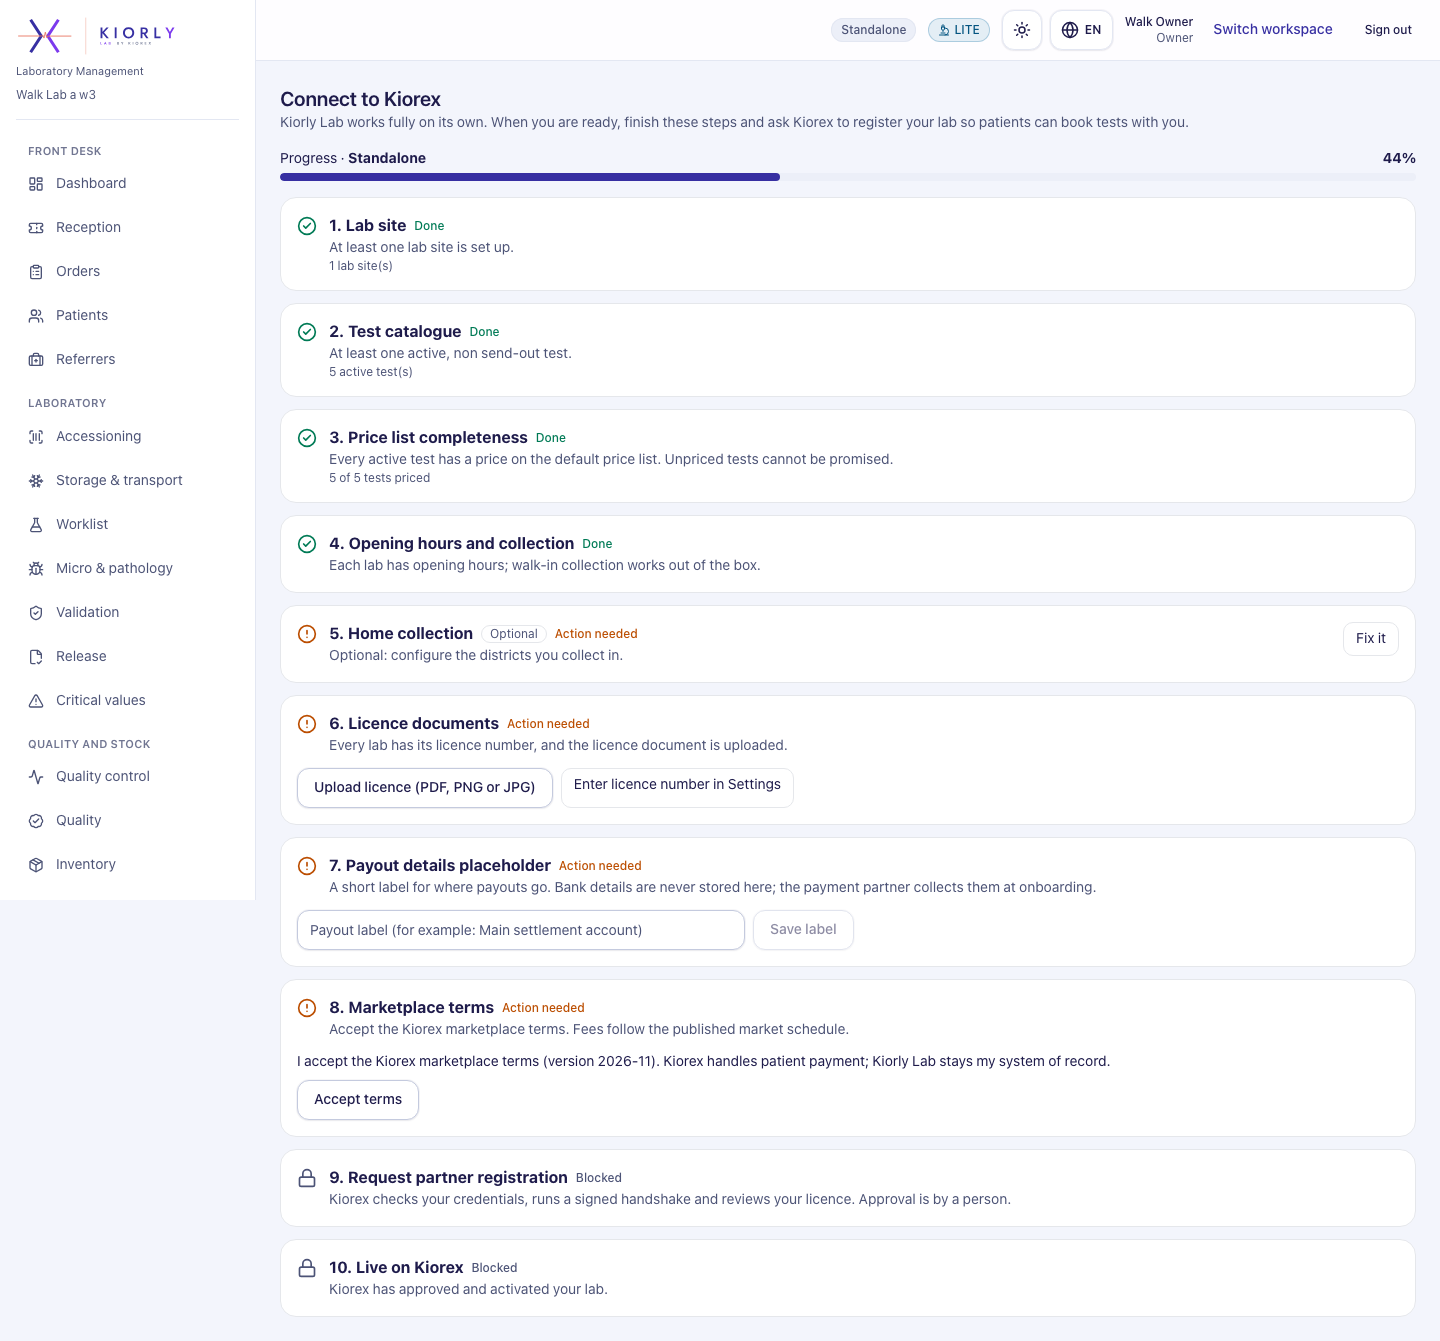 KIORLY
LAB BY KIOREX
Laboratory Management
Walk Lab a w3
FRONT DESK
Dashboard
Reception
Orders
Patients
Referrers
LABORATORY
Accessioning
Storage & transport
Worklist
Micro & pathology
Validation
Release
Critical values
QUALITY AND STOCK
Quality control
Quality
Inventory
Standalone
LITE
EN
Walk Owner
Owner
Switch workspace
Sign out
Connect to Kiorex
Kiorly Lab works fully on its own. When you are ready, finish these steps and ask Kiorex to register your lab so patients can book tests with you.
Progress · Standalone
44%
1. Lab site Done
At least one lab site is set up.
1 lab site(s)
2. Test catalogue Done
At least one active, non send-out test.
5 active test(s)
3. Price list completeness Done
Every active test has a price on the default price list. Unpriced tests cannot be promised.
5 of 5 tests priced
4. Opening hours and collection Done
Each lab has opening hours; walk-in collection works out of the box.
5. Home collection Optional Action needed
Optional: configure the districts you collect in.
Fix it
6. Licence documents Action needed
Every lab has its licence number, and the licence document is uploaded.
Upload licence (PDF, PNG or JPG)
Enter licence number in Settings
7. Payout details placeholder Action needed
A short label for where payouts go. Bank details are never stored here; the payment partner collects them at onboarding.
Payout label (for example: Main settlement account)
Save label
8. Marketplace terms Action needed
Accept the Kiorex marketplace terms. Fees follow the published market schedule.
I accept the Kiorex marketplace terms (version 2026-11). Kiorex handles patient payment; Kiorly Lab stays my system of record.
Accept terms
9. Request partner registration Blocked
Kiorex checks your credentials, runs a signed handshake and reviews your licence. Approval is by a person.
10. Live on Kiorex Blocked
Kiorex has approved and activated your lab.